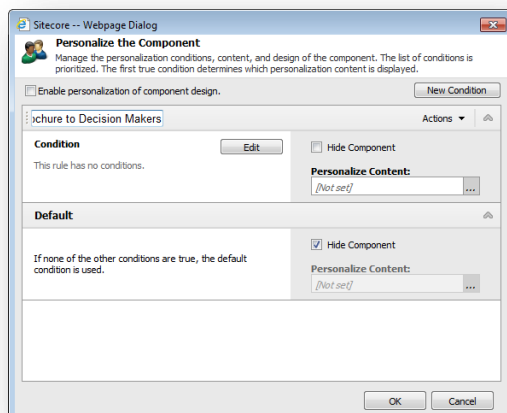 Sitecore -- Webpage Dialog
Personalize the Component
Manage the personalization conditions, content, and design of the component. The list of conditions is
prioritized. The first true condition determines which personalization content is displayed.
Enable personalization of component design.
New Condition
ochure to Decision Makers
Actions
Condition
Edit
Hide Component
This rule has no conditions.
Personalize Content:
[Not set]
...
Default
Hide Component
If none of the other conditions are true, the default
condition is used.
Personalize Content:
[Not set]
...
OK
Cancel